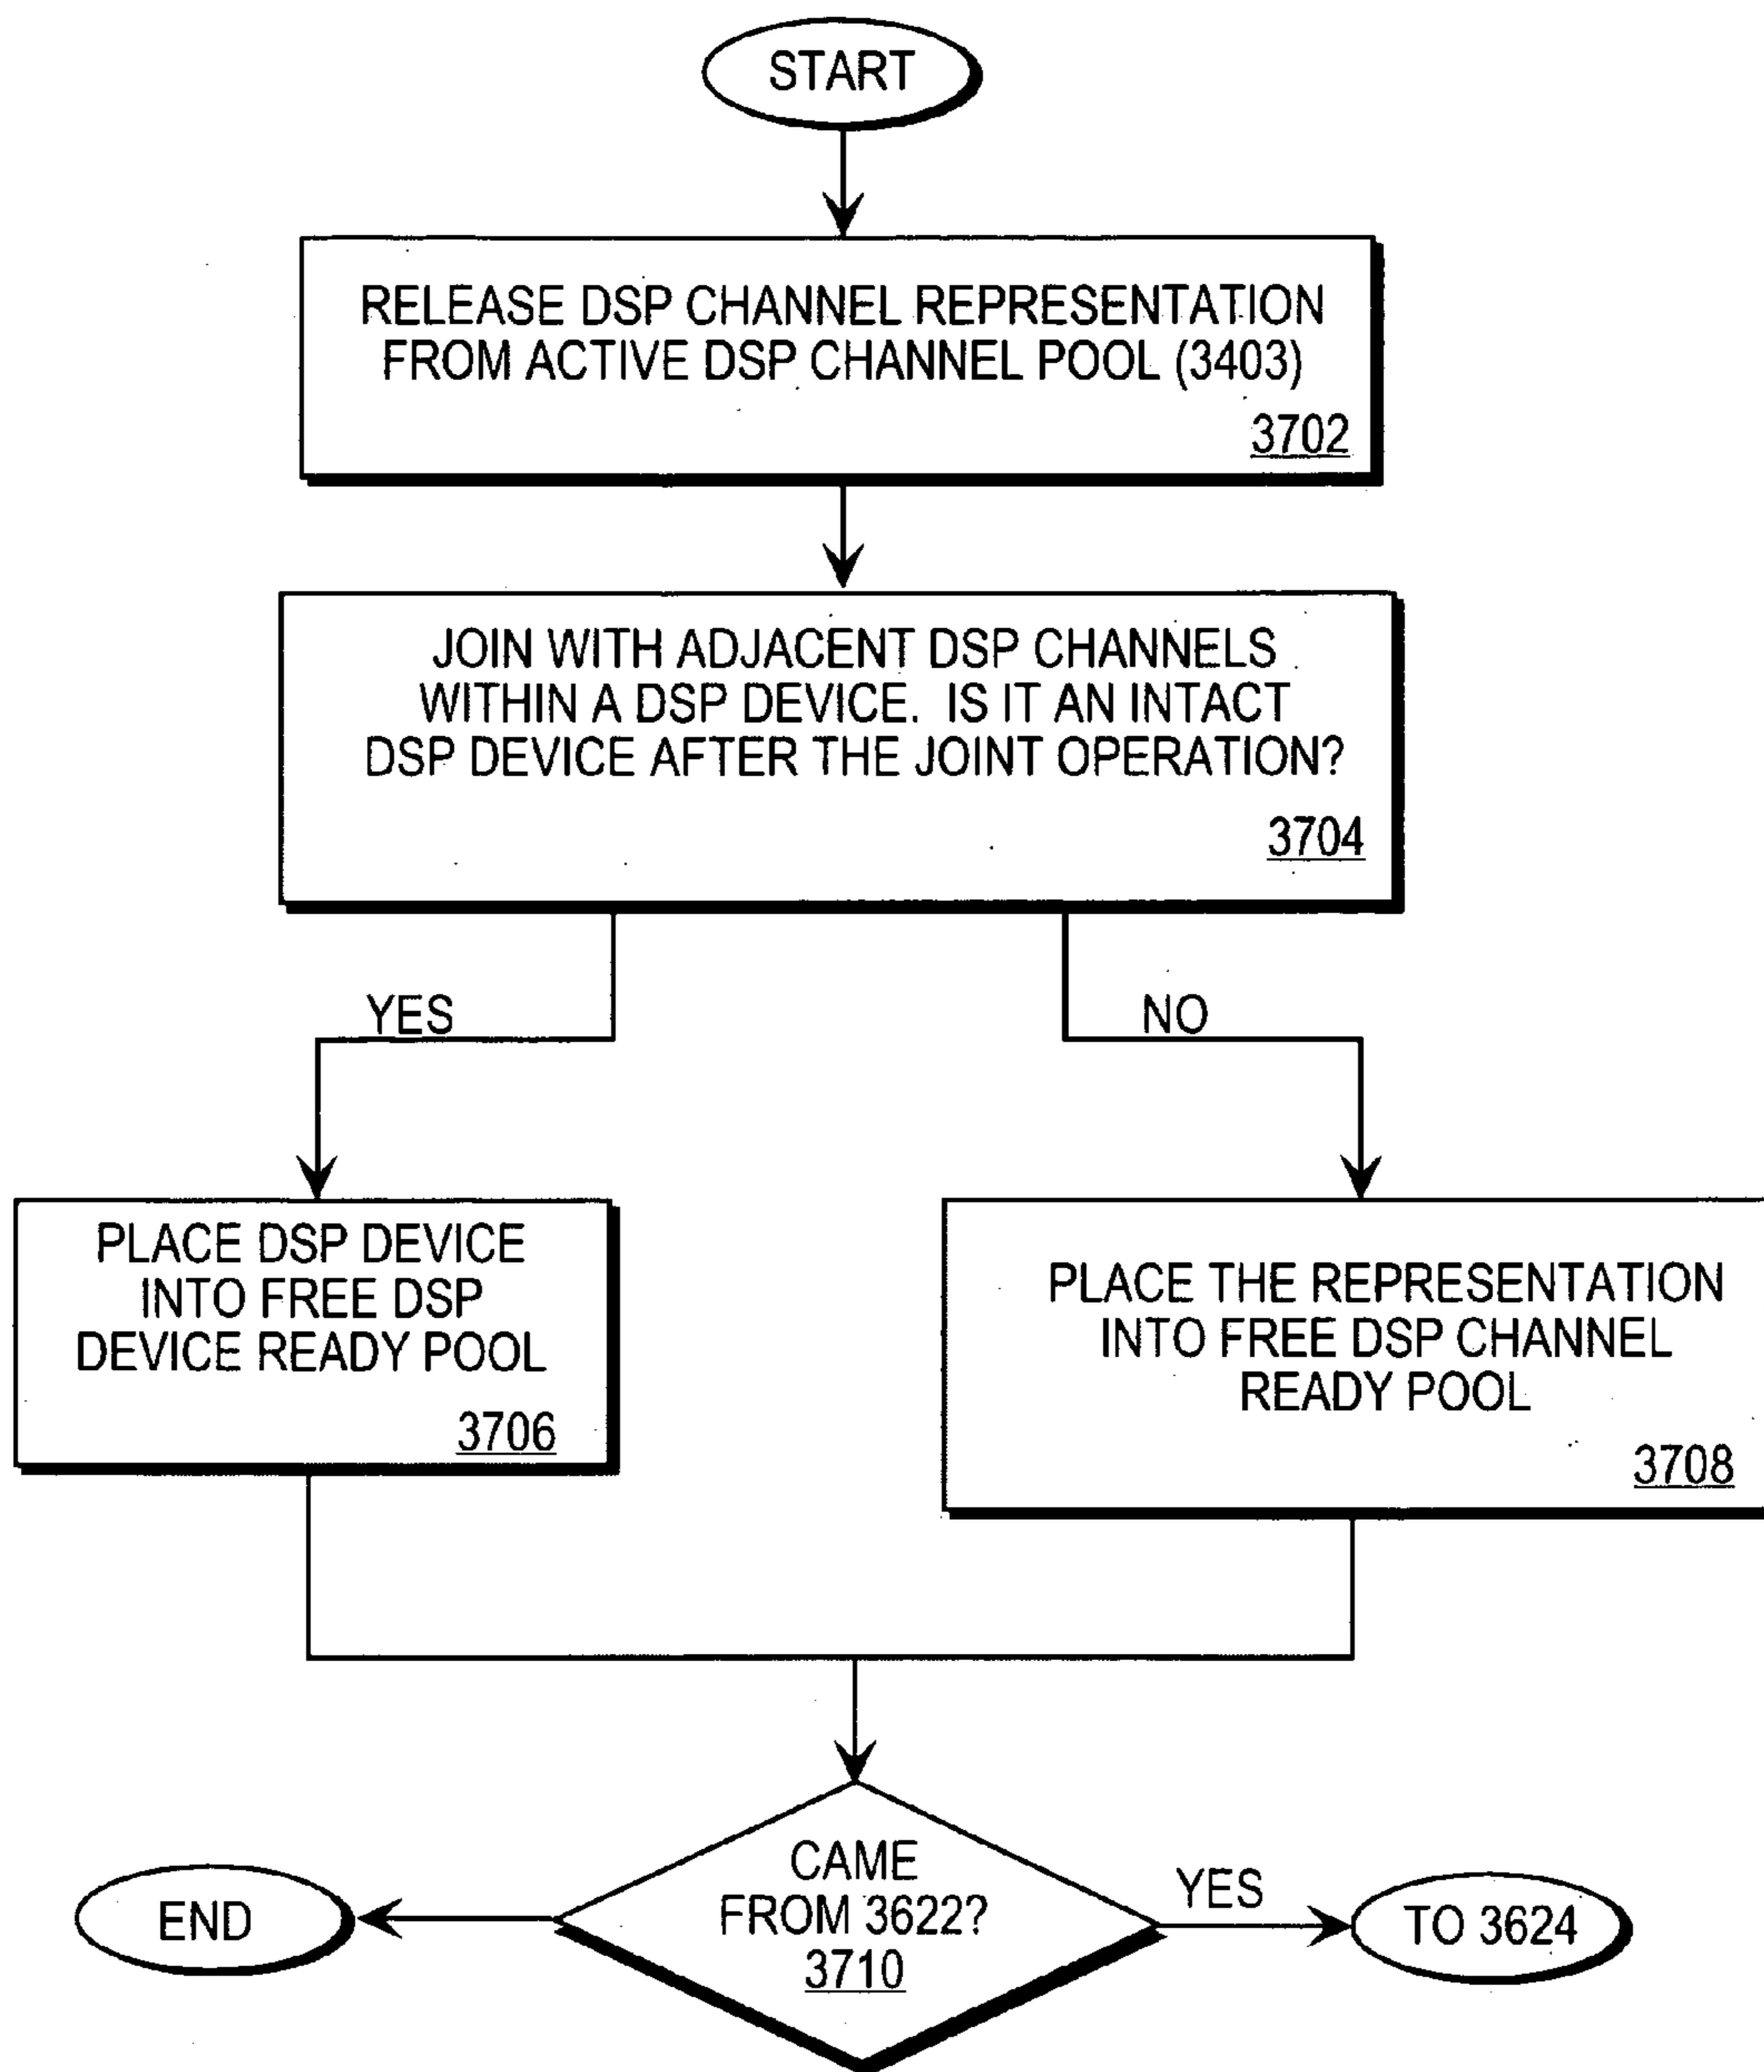 START
RELEASE DSP CHANNEL REPRESENTATION
FROM ACTIVE DSP CHANNEL POOL (3403)
3702
JOIN WITH ADJACENT DSP CHANNELS
WITHIN A DSP DEVICE. IS IT AN INTACT
DSP DEVICE AFTER THE JOINT OPERATION?
3704
YES
NO
PLACE DSP DEVICE
INTO FREE DSP
DEVICE READY POOL
3706
PLACE THE REPRESENTATION
INTO FREE DSP CHANNEL
READY POOL
3708
CAME
FROM 3622?
3710
END
YES
TO 3624